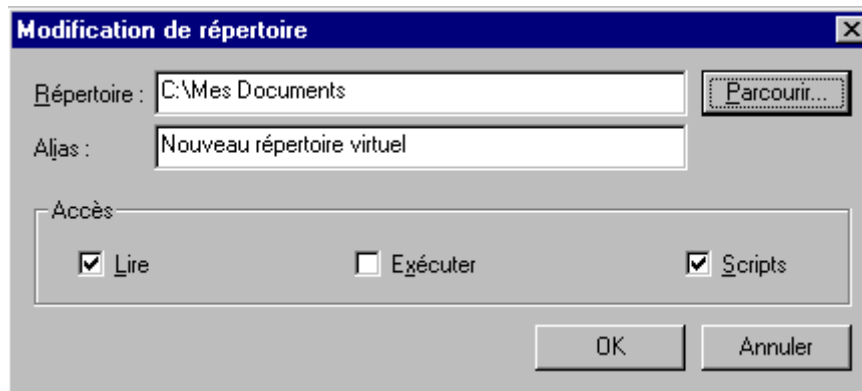 Modification de répertoire
Répertoire : C:\Mes Documents Parcourir...
Alias : Nouveau répertoire virtuel
Accès
Lire Exécuter Scripts
OK Annuler